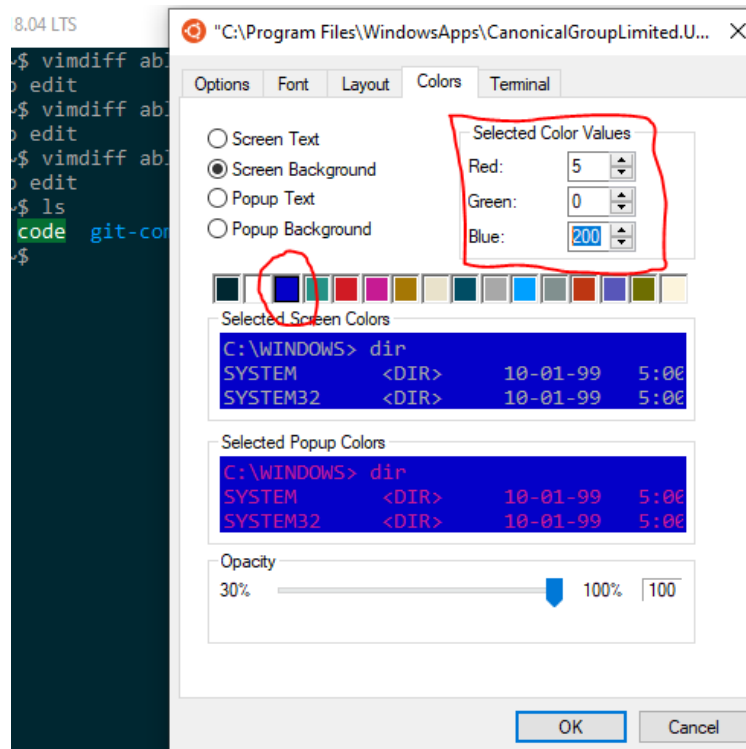 8.04 LTS
~$ vimdiff abl
o edit
~$ vimdiff abl
o edit
~$ vimdiff abl
o edit
~$ ls
code git-con
~$
"C:\Program Files\WindowsApps\CanonicalGroupLimited.U...
Options Font Layout Colors Terminal
Screen Text
Screen Background
Popup Text
Popup Background
Selected Color Values
Red: 5
Green: 0
Blue: 200
Selected Screen Colors
C:\WINDOWS> dir
SYSTEM <DIR> 10-01-99 5:00
SYSTEM32 <DIR> 10-01-99 5:00
Selected Popup Colors
C:\WINDOWS> dir
SYSTEM <DIR> 10-01-99 5:00
SYSTEM32 <DIR> 10-01-99 5:00
Opacity
30% 100% 100
OK Cancel